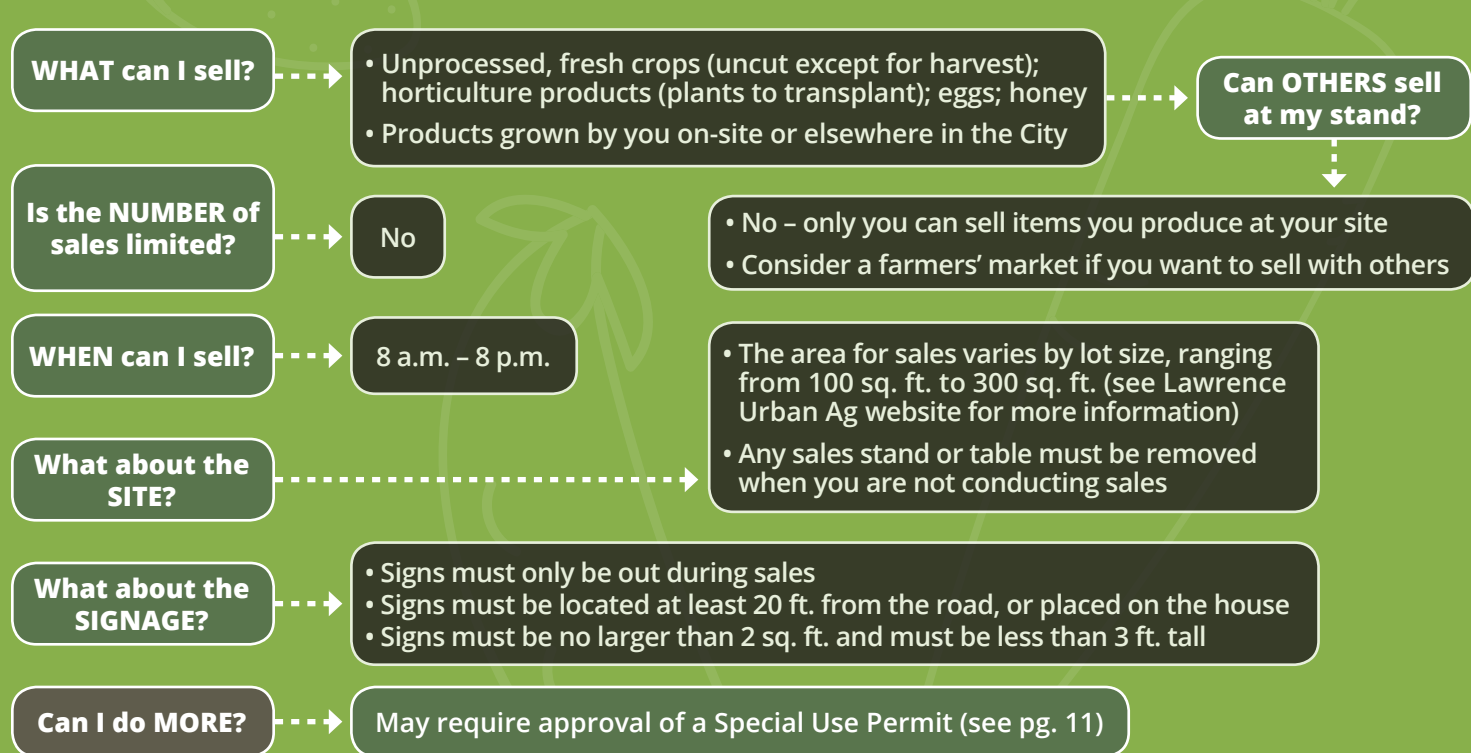 WHAT can I sell?
• Unprocessed, fresh crops (uncut except for harvest);
horticulture products (plants to transplant); eggs; honey
• Products grown by you on-site or elsewhere in the City
Can OTHERS sell
at my stand?
• No – only you can sell items you produce at your site
• Consider a farmers’ market if you want to sell with others
Is the NUMBER of
sales limited?
No
WHEN can I sell?
8 a.m. – 8 p.m.
What about the
SITE?
• The area for sales varies by lot size, ranging
from 100 sq. ft. to 300 sq. ft. (see Lawrence
Urban Ag website for more information)
• Any sales stand or table must be removed
when you are not conducting sales
What about the
SIGNAGE?
• Signs must only be out during sales
• Signs must be located at least 20 ft. from the road, or placed on the house
• Signs must be no larger than 2 sq. ft. and must be less than 3 ft. tall
Can I do MORE?
May require approval of a Special Use Permit (see pg. 11)